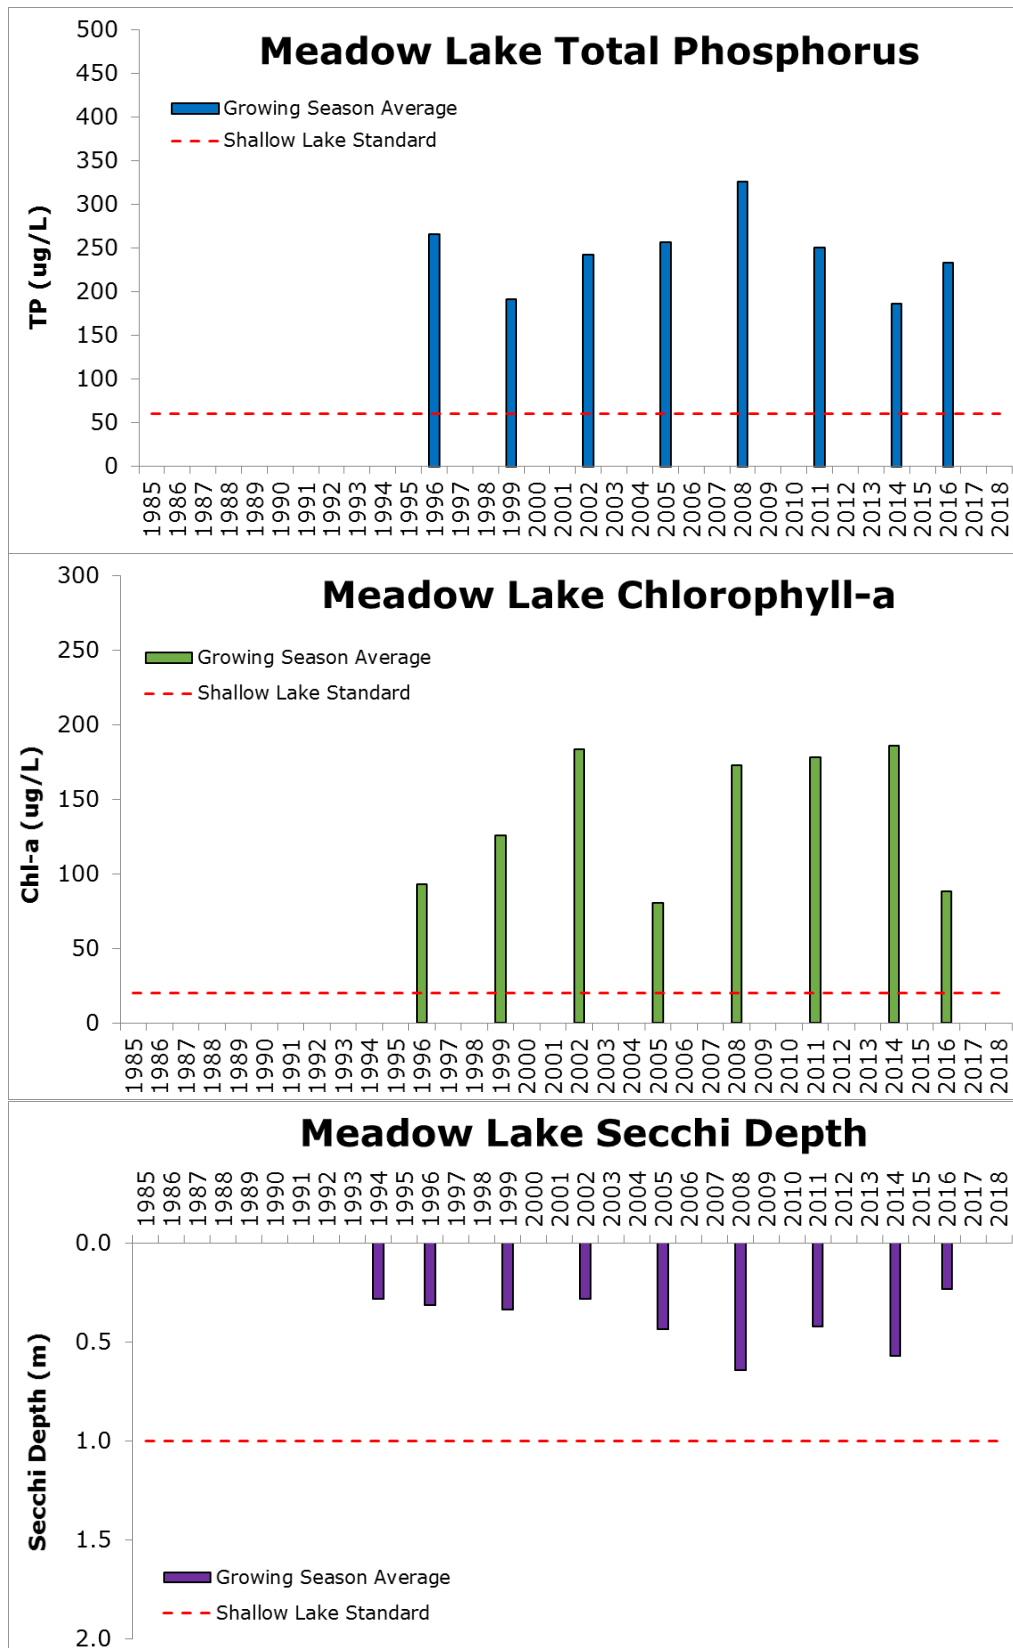 Meadow Lake Total Phosphorus
500
450
400
350
300
250
200
150
100
50
0
TP (ug/L)
Growing Season Average
Shallow Lake Standard
1985 1986 1987 1988 1989 1990 1991 1992 1993 1994 1995 1996 1997 1998 1999 2000 2001 2002 2003 2004 2005 2006 2007 2008 2009 2010 2011 2012 2013 2014 2015 2016 2017 2018
Meadow Lake Chlorophyll-a
300
250
200
150
100
50
0
Chl-a (ug/L)
Growing Season Average
Shallow Lake Standard
1985 1986 1987 1988 1989 1990 1991 1992 1993 1994 1995 1996 1997 1998 1999 2000 2001 2002 2003 2004 2005 2006 2007 2008 2009 2010 2011 2012 2013 2014 2015 2016 2017 2018
Meadow Lake Secchi Depth
1985 1986 1987 1988 1989 1990 1991 1992 1993 1994 1995 1996 1997 1998 1999 2000 2001 2002 2003 2004 2005 2006 2007 2008 2009 2010 2011 2012 2013 2014 2015 2016 2017 2018
0.0
0.5
1.0
1.5
2.0
Secchi Depth (m)
Growing Season Average
Shallow Lake Standard